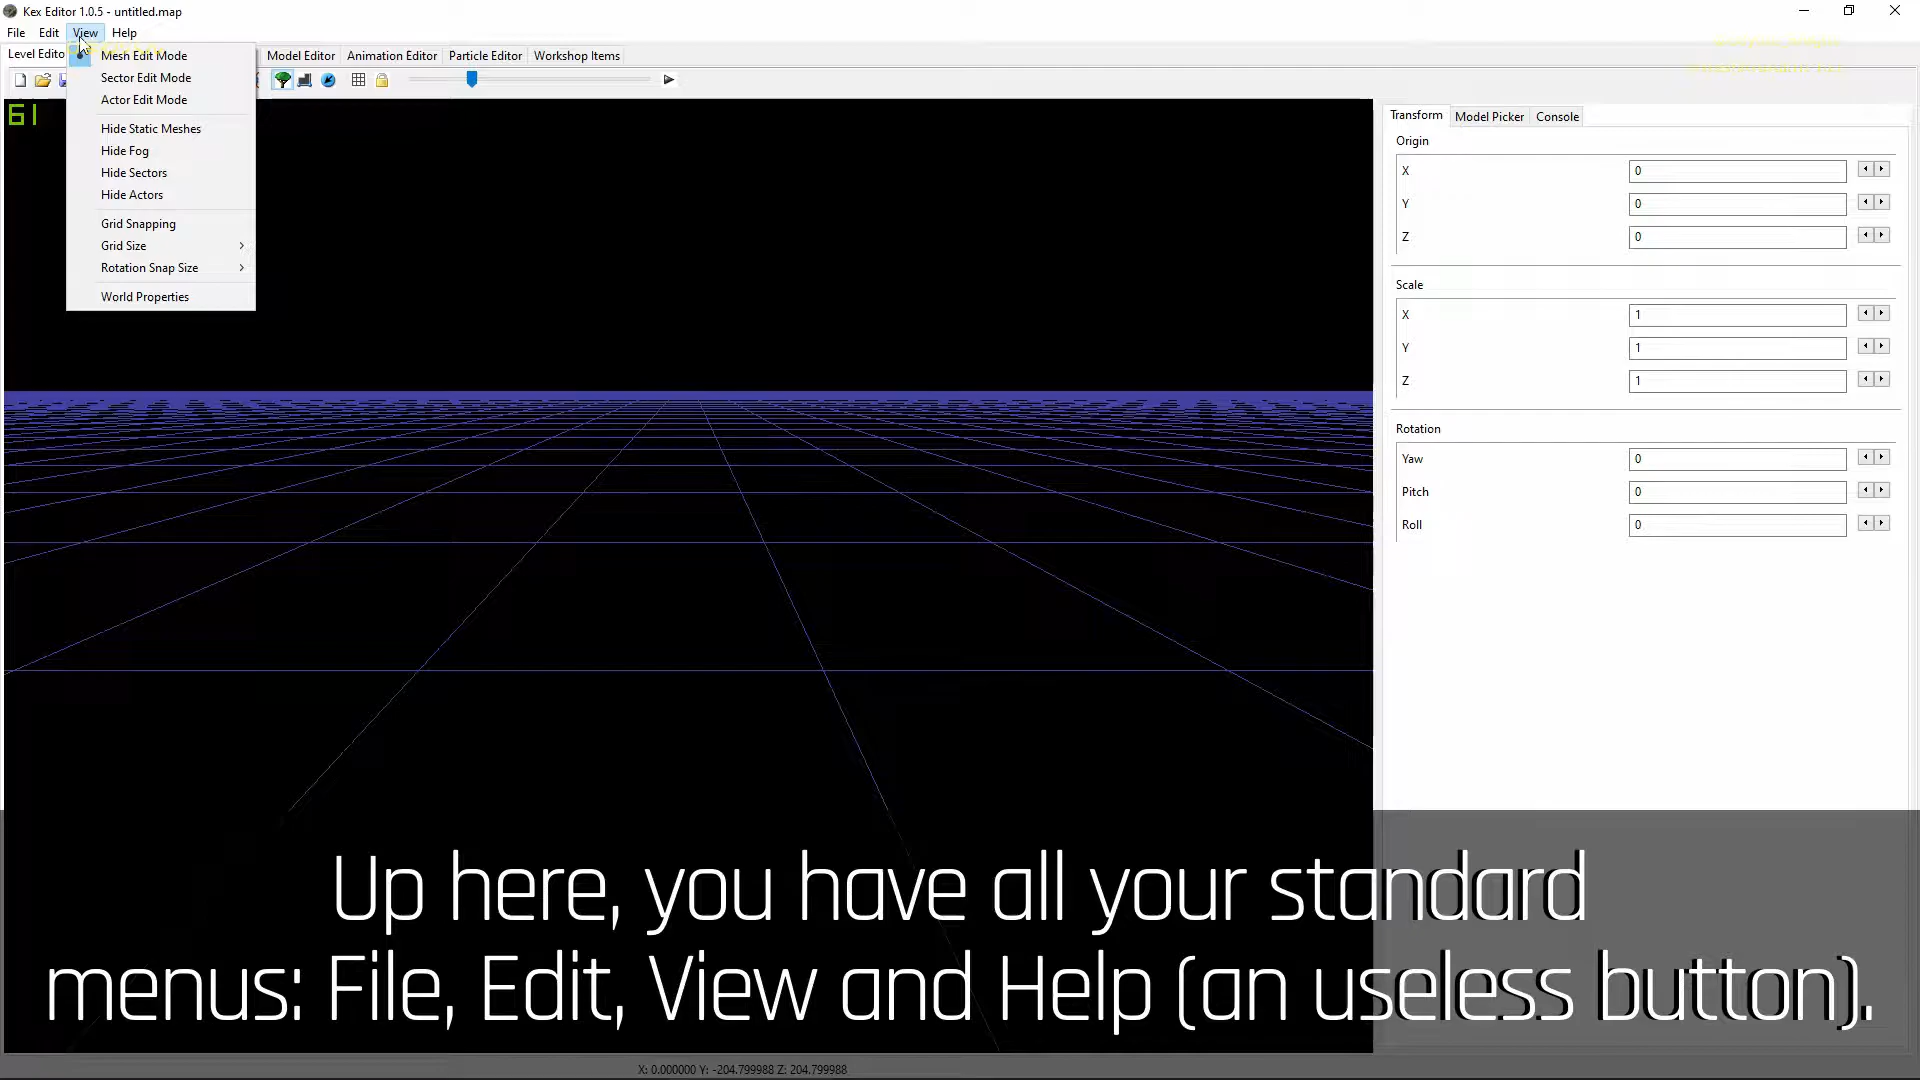 Kex Editor 1.0.5 - untitled.map
File Edit View Help
Level Edito Model Editor Animation Editor Particle Editor Workshop Items
Mesh Edit Mode
Sector Edit Mode
Actor Edit Mode
Hide Static Meshes
Hide Fog
Hide Sectors
Hide Actors
Grid Snapping
Grid Size
Rotation Snap Size
World Properties
61
Transform Model Picker Console
Origin
X 0
Y 0
Z 0
Scale
X 1
Y 1
Z 1
Rotation
Yaw 0
Pitch 0
Roll 0
Up here, you have all your standard
menus: File, Edit, View and Help (an useless button).
X: 0.000000 Y: -204.799988 Z: 204.799988